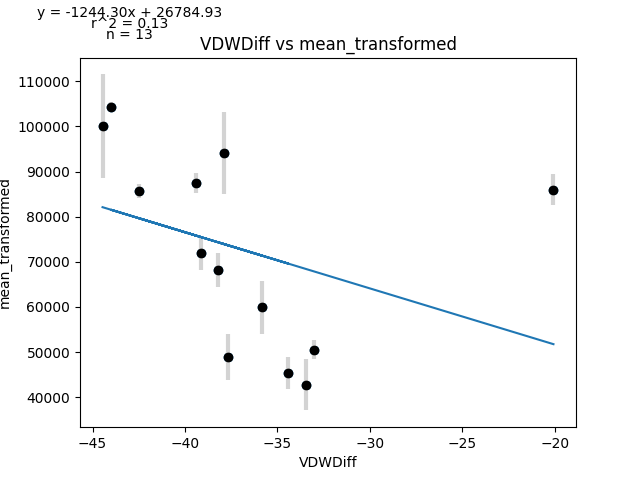 y = -1244.30x + 26784.93
r^2 = 0.13
n = 13
VDWDiff vs mean_transformed
mean_transformed
110000
100000
90000
80000
70000
60000
50000
40000
−45
−40
−35
−30
−25
−20
VDWDiff